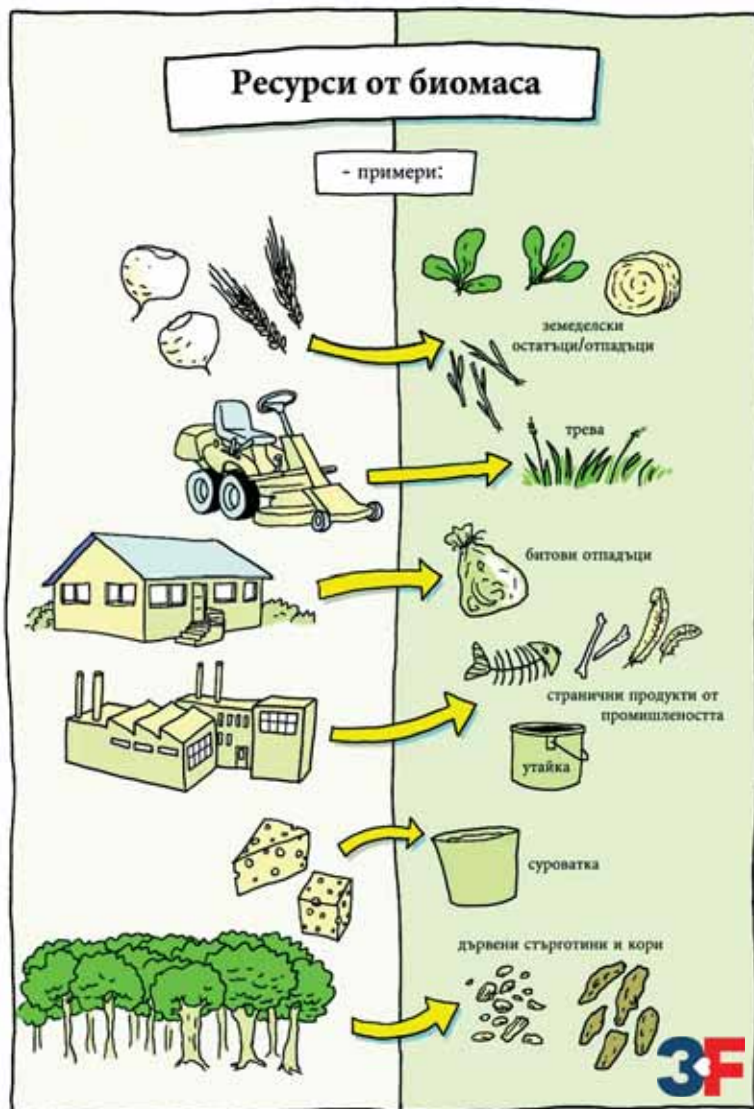 Ресурси от биомаса
- примери:
земеделски
остатъци/отпадъци
трева
битови отпадъци
странични продукти от
промишлеността
утайка
суроватка
дървени стърготини и кори
3F